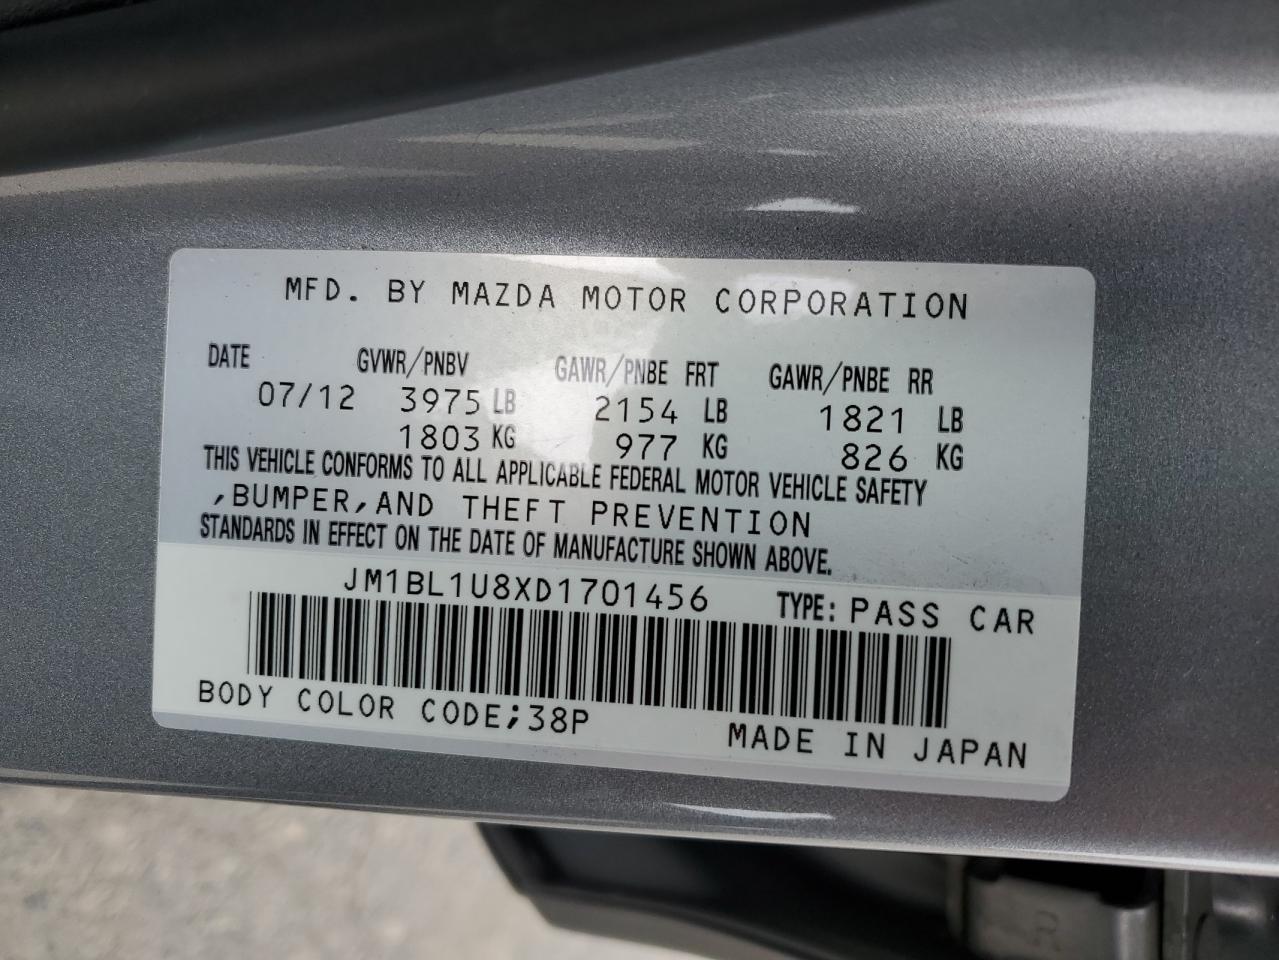 MFD. BY MAZDA MOTOR CORPORATION
DATE GVWR/PNBV GAWR/PNBE FRT GAWR/PNBE RR
07/12 3975 LB 2154 LB 1821 LB
1803 KG 977 KG 826 KG
THIS VEHICLE CONFORMS TO ALL APPLICABLE FEDERAL MOTOR VEHICLE SAFETY
,BUMPER,AND THEFT PREVENTION
STANDARDS IN EFFECT ON THE DATE OF MANUFACTURE SHOWN ABOVE.
JM1BL1U8XD1701456 TYPE: PASS CAR
BODY COLOR CODE;38P
MADE IN JAPAN
R